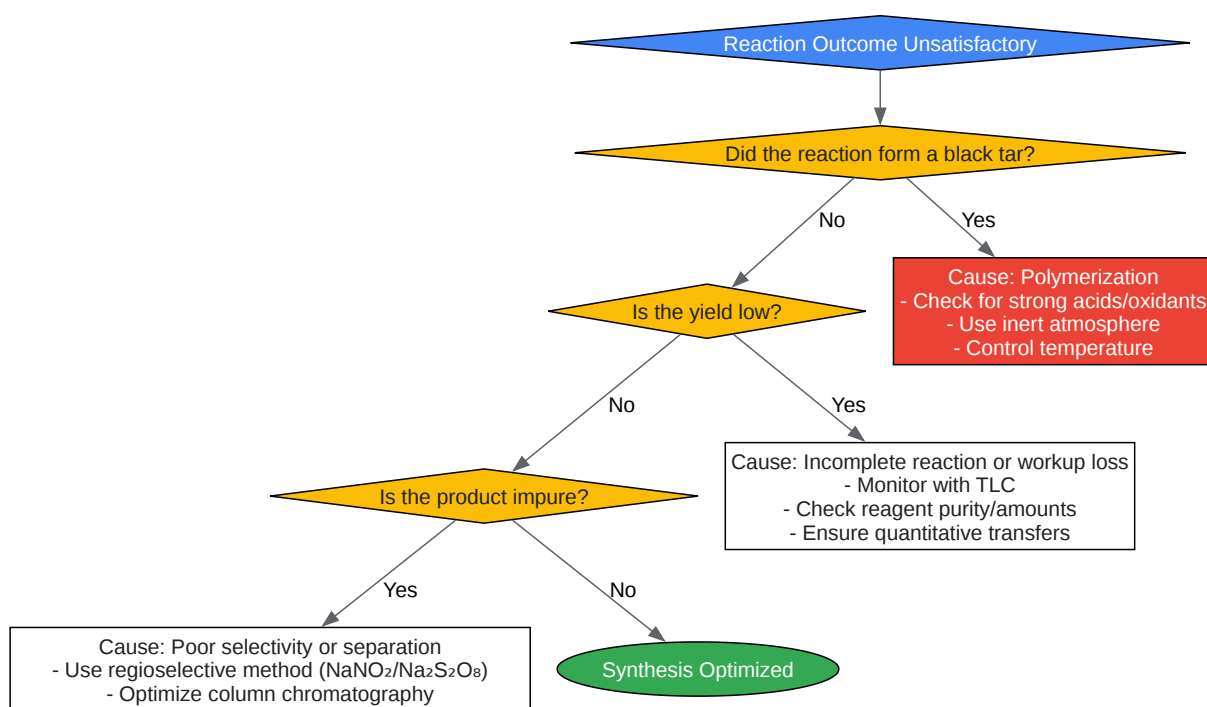 Reaction Outcome Unsatisfactory
Did the reaction form a black tar?
No
Yes
Cause: Polymerization
- Check for strong acids/oxidants
- Use inert atmosphere
- Control temperature
Is the yield low?
No
Yes
Cause: Incomplete reaction or workup loss
- Monitor with TLC
- Check reagent purity/amounts
- Ensure quantitative transfers
Is the product impure?
Yes
No
Cause: Poor selectivity or separation
- Use regioselective method (NaNO₂/Na₂S₂O₈)
- Optimize column chromatography
Synthesis Optimized